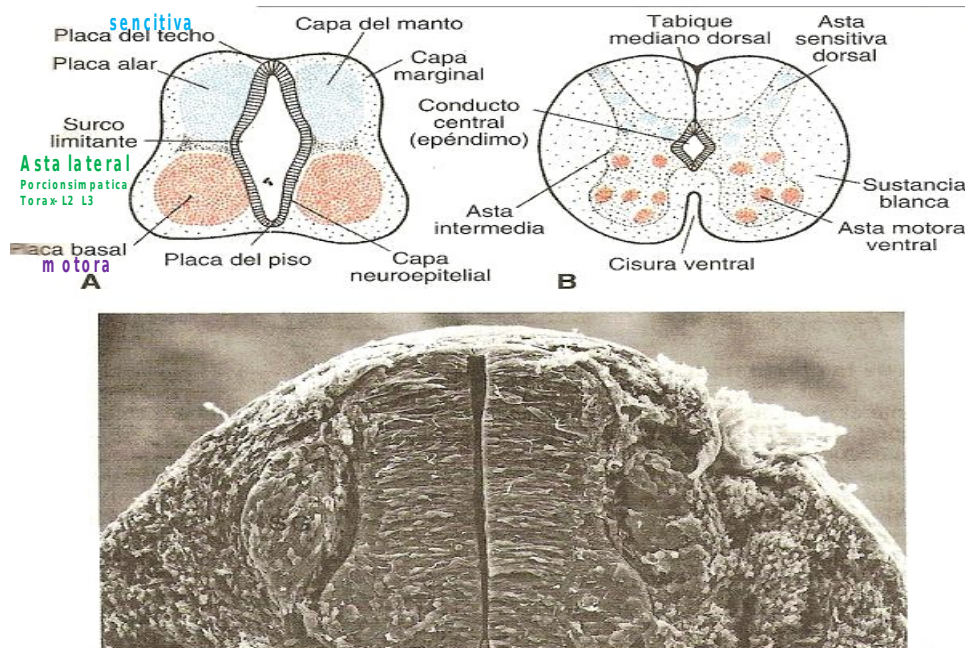 sencitiva
Placa del techo
Placa alar
Surco
limitante
Asta lateral
Porcionsimpatica
Torax- L2 L3
Placa basal
motora
A
Capa del manto
Capa
marginal
Placa del piso
Capa
neuroepitelial
Tabique
mediano dorsal
Asta
sensitiva
dorsal
Conducto
central
(epéndimo)
Asta
intermedia
Sustancia
blanca
Asta motora
ventral
Cisura ventral
B